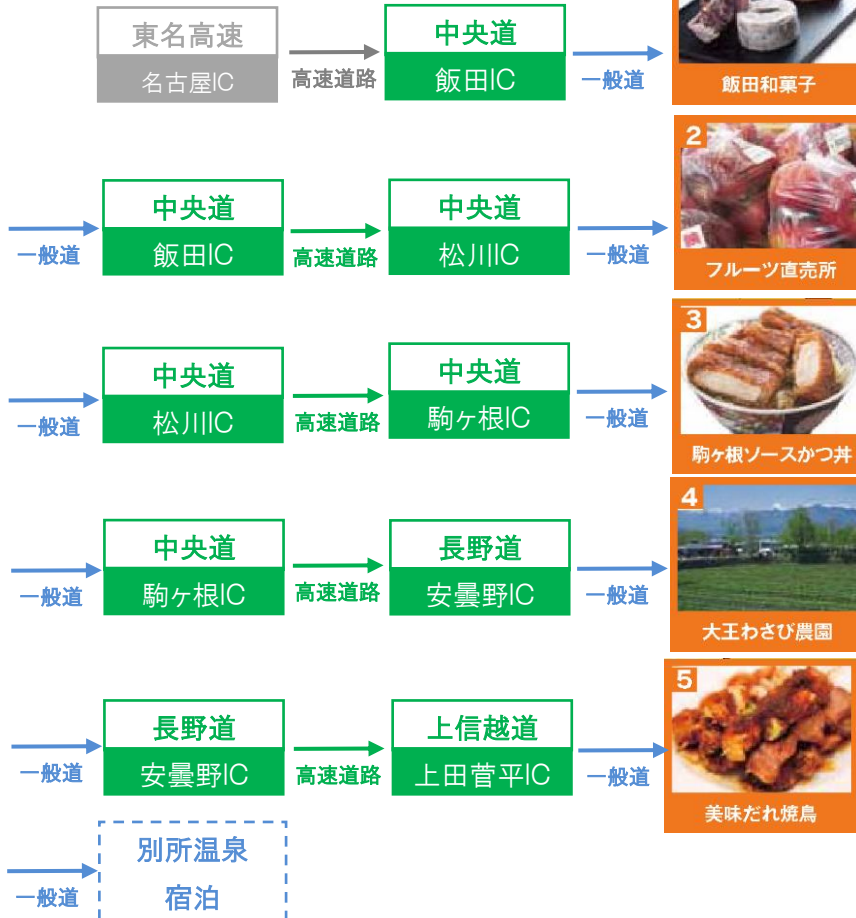 東名高速
名古屋IC
高速道路
中央道
飯田IC
一般道
飯田和菓子
一般道
中央道
飯田IC
高速道路
中央道
松川IC
一般道
2
フルーツ直売所
一般道
中央道
松川IC
高速道路
中央道
駒ヶ根IC
一般道
3
駒ヶ根ソースかつ丼
一般道
中央道
駒ヶ根IC
高速道路
長野道
安曇野IC
一般道
4
大王わさび農園
一般道
長野道
安曇野IC
高速道路
上信越道
上田菅平IC
一般道
5
美味だれ焼鳥
一般道
別所温泉
宿泊